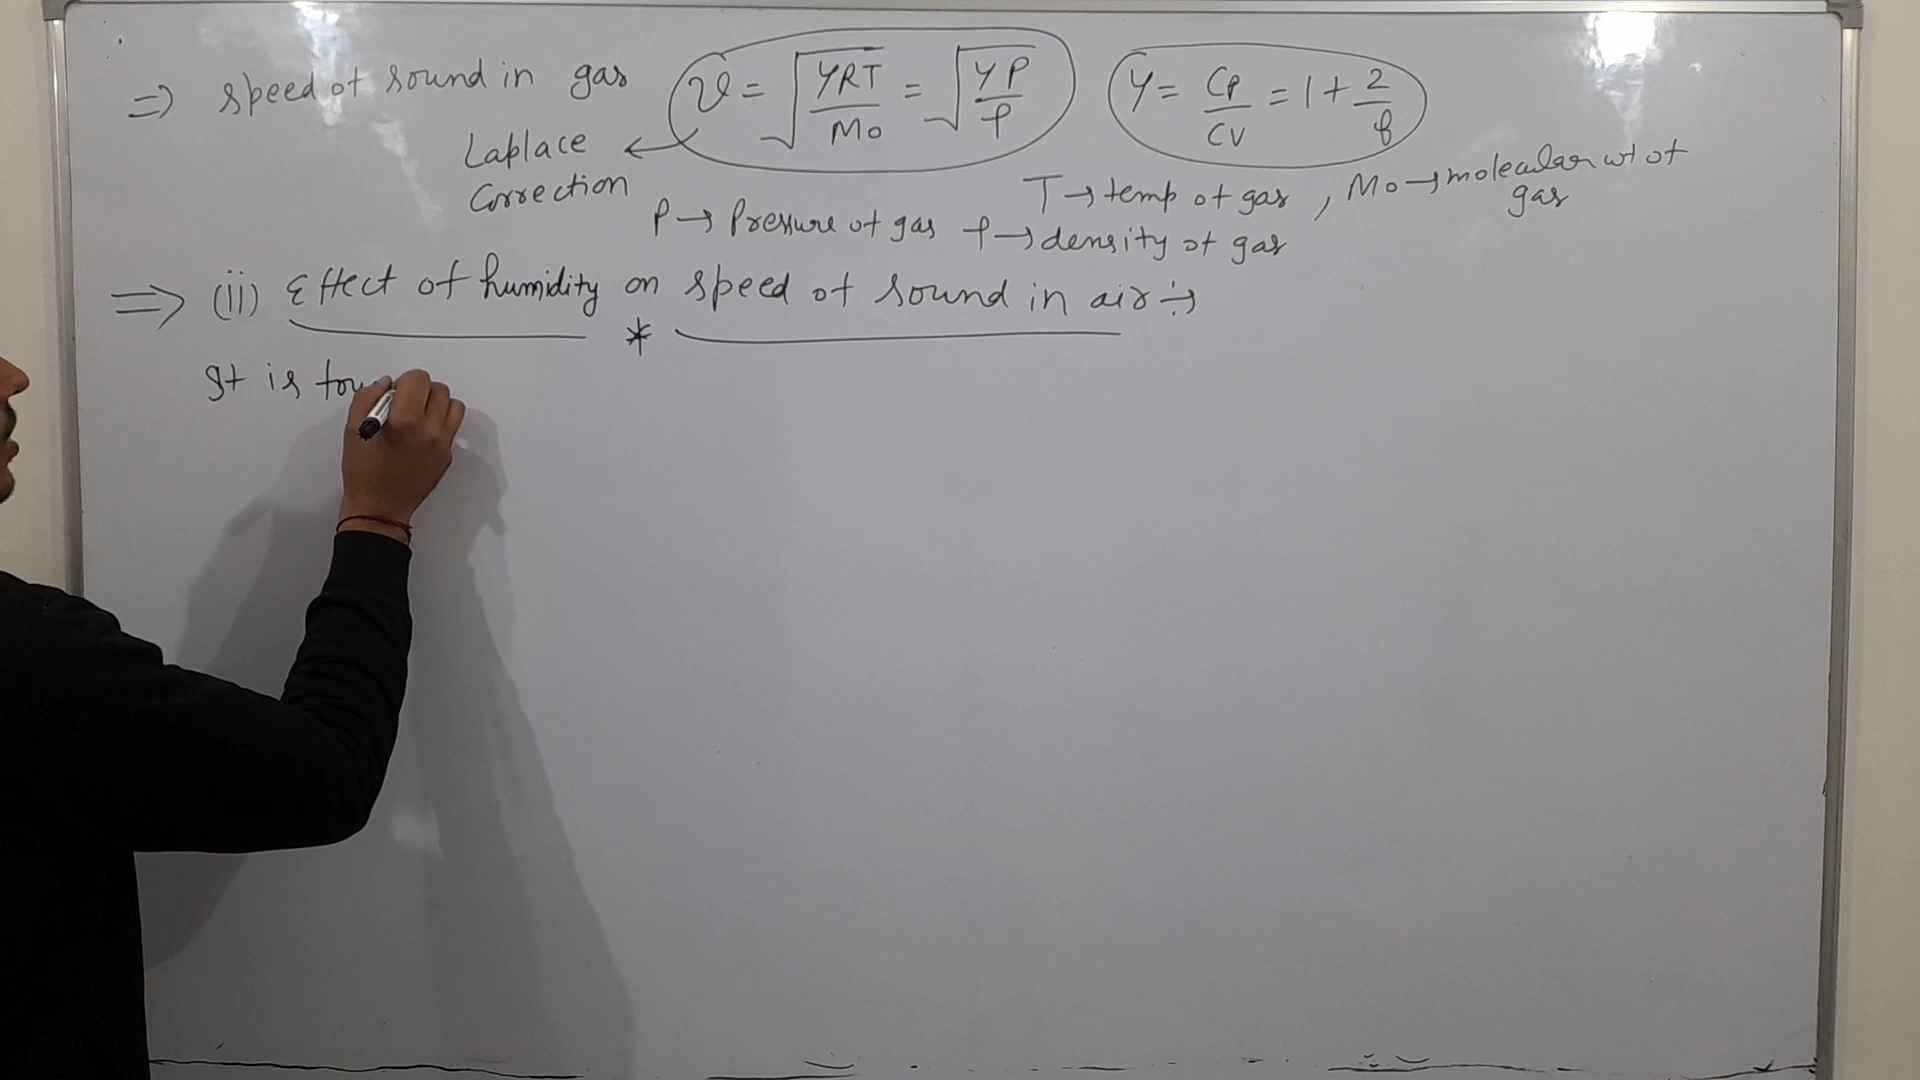 => speed of sound in gas v = √(γRT/M₀) = √(γP/ρ) γ = Cp/Cv = 1 + 2/f
Laplace ←
Correction
T → temp of gas , M₀ → molecular wt of gas
P → Pressure of gas ρ → density of gas
=> (ii) Effect of humidity on speed of sound in air ÷→
*
It is fou